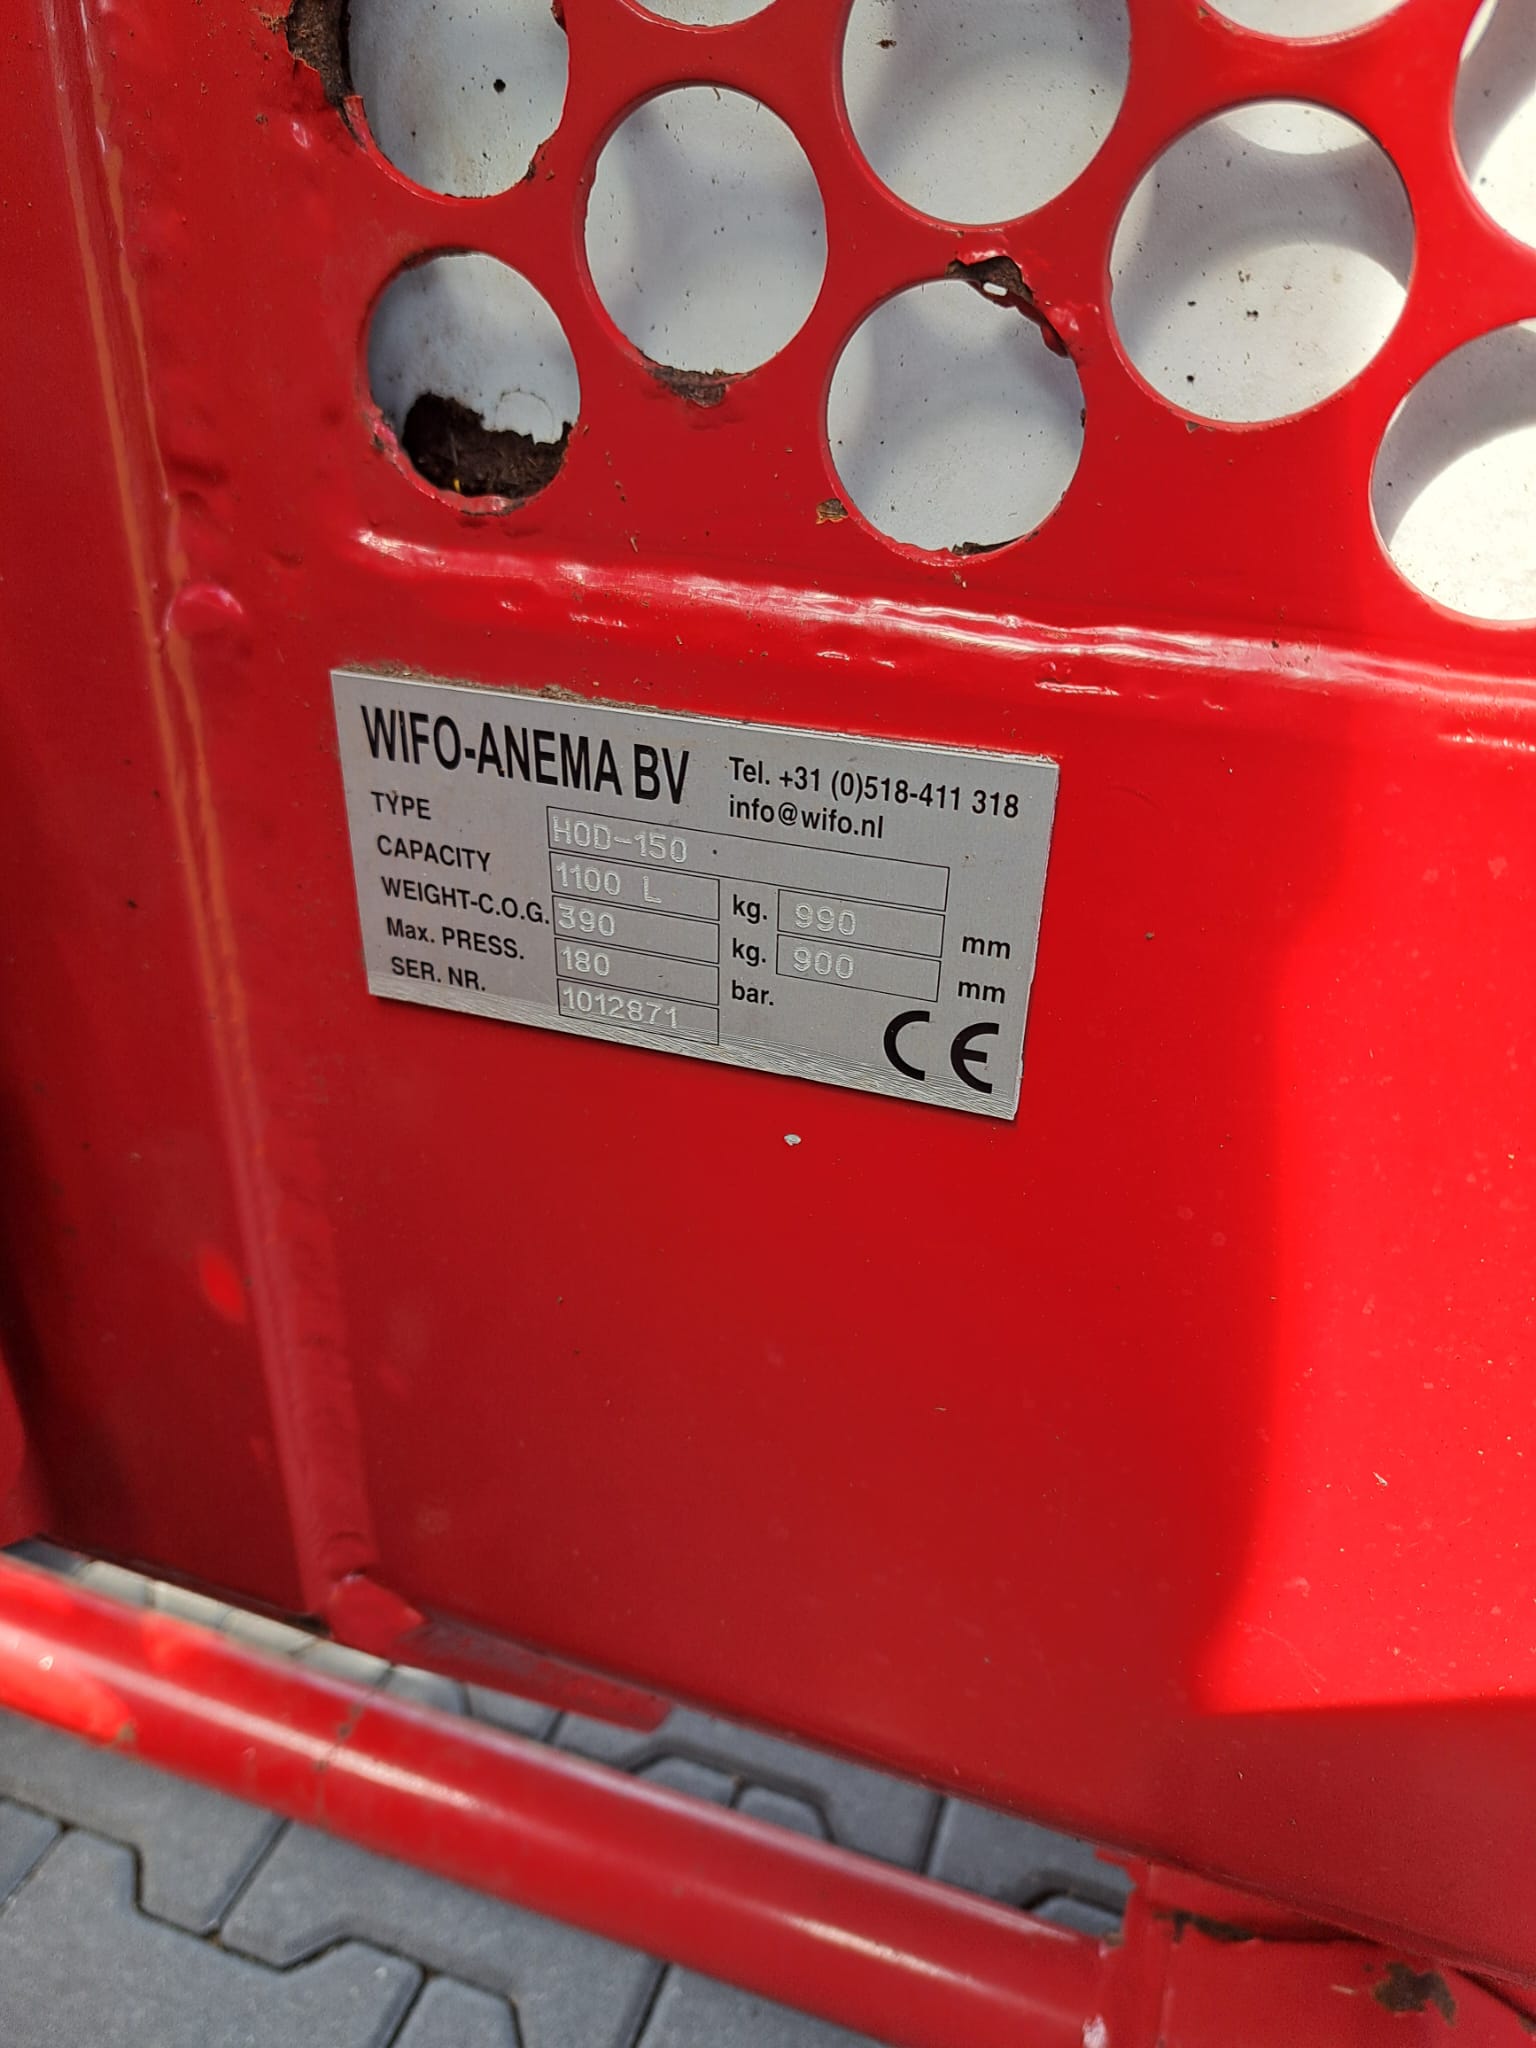 WIFO-ANEMA BV
Tel. +31 (0)518-411 318
info@wifo.nl
TYPE HOD-150
CAPACITY 1100 L kg. 990 mm
WEIGHT-C.O.G. 390 kg. 900 mm
Max. PRESS. 180 bar.
SER. NR. 1012871
CE